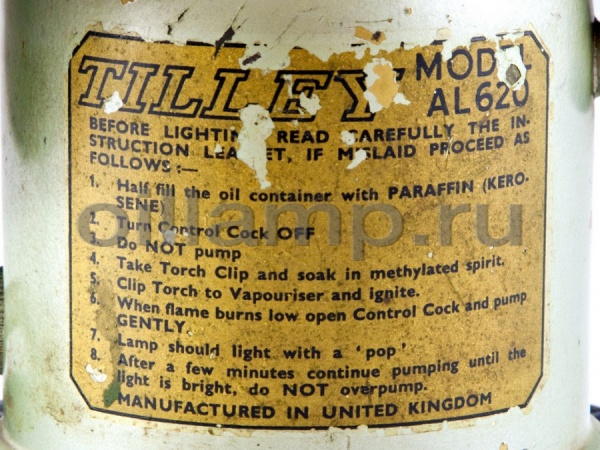 TILLEY MODEL
AL620
BEFORE LIGHTING READ CAREFULLY THE IN-
STRUCTION LEAFLET, IF MISLAID PROCEED AS
FOLLOWS :—
1. Half fill the oil container with PARAFFIN (KERO-
SENE)
2. Turn Control Cock OFF
3. Do NOT pump
4. Take Torch Clip and soak in methylated spirit.
5. Clip Torch to Vapouriser and ignite.
6. When flame burns low open Control Cock and pump
GENTLY.
7. Lamp should light with a 'pop'
8. After a few minutes continue pumping until the
light is bright, do NOT overpump.
MANUFACTURED IN UNITED KINGDOM
oillamp.ru